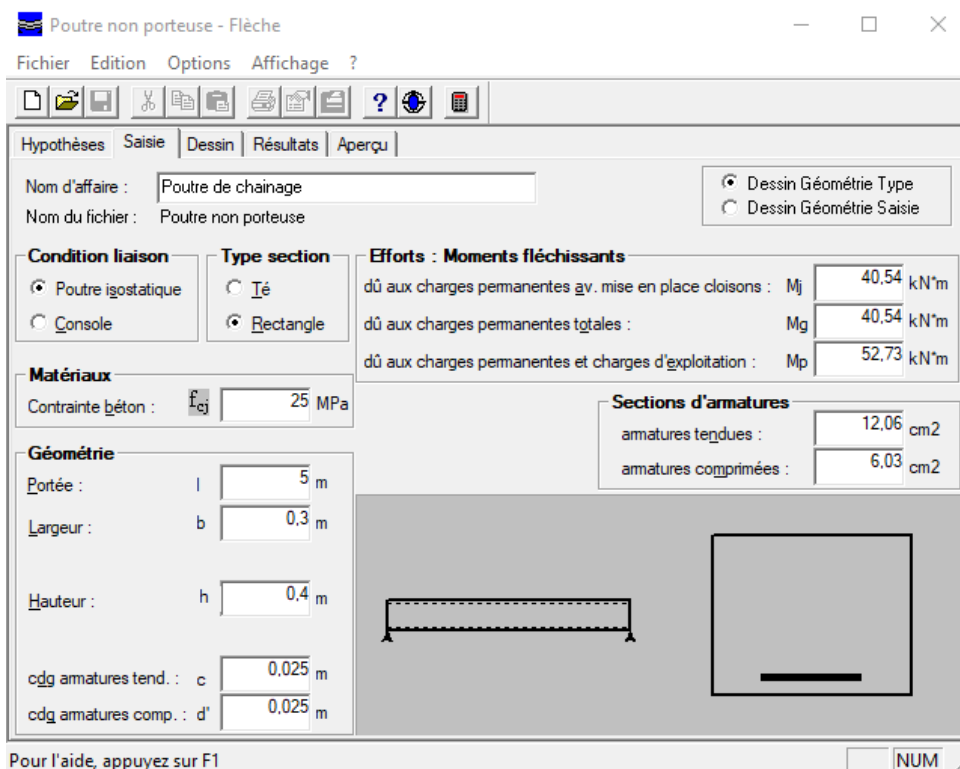 Poutre non porteuse - Flèche
Fichier Edition Options Affichage ?
Hypothèses Saisie Dessin Résultats Aperçu
Nom d'affaire : Poutre de chainage
Nom du fichier : Poutre non porteuse
Dessin Géométrie Type
Dessin Géométrie Saisie
Condition liaison
Poutre isostatique
Console
Type section
Té
Rectangle
Efforts : Moments fléchissants
dû aux charges permanentes av. mise en place cloisons : Mj 40,54 kN*m
dû aux charges permanentes totales : Mg 40,54 kN*m
dû aux charges permanentes et charges d'exploitation : Mp 52,73 kN*m
Matériaux
Contrainte béton : fcj 25 MPa
Sections d'armatures
armatures tendues : 12,06 cm2
armatures comprimées : 6,03 cm2
Géométrie
Portée : l 5 m
Largeur : b 0,3 m
Hauteur : h 0,4 m
cdg armatures tend. : c 0,025 m
cdg armatures comp. : d' 0,025 m
Pour l'aide, appuyez sur F1
NUM